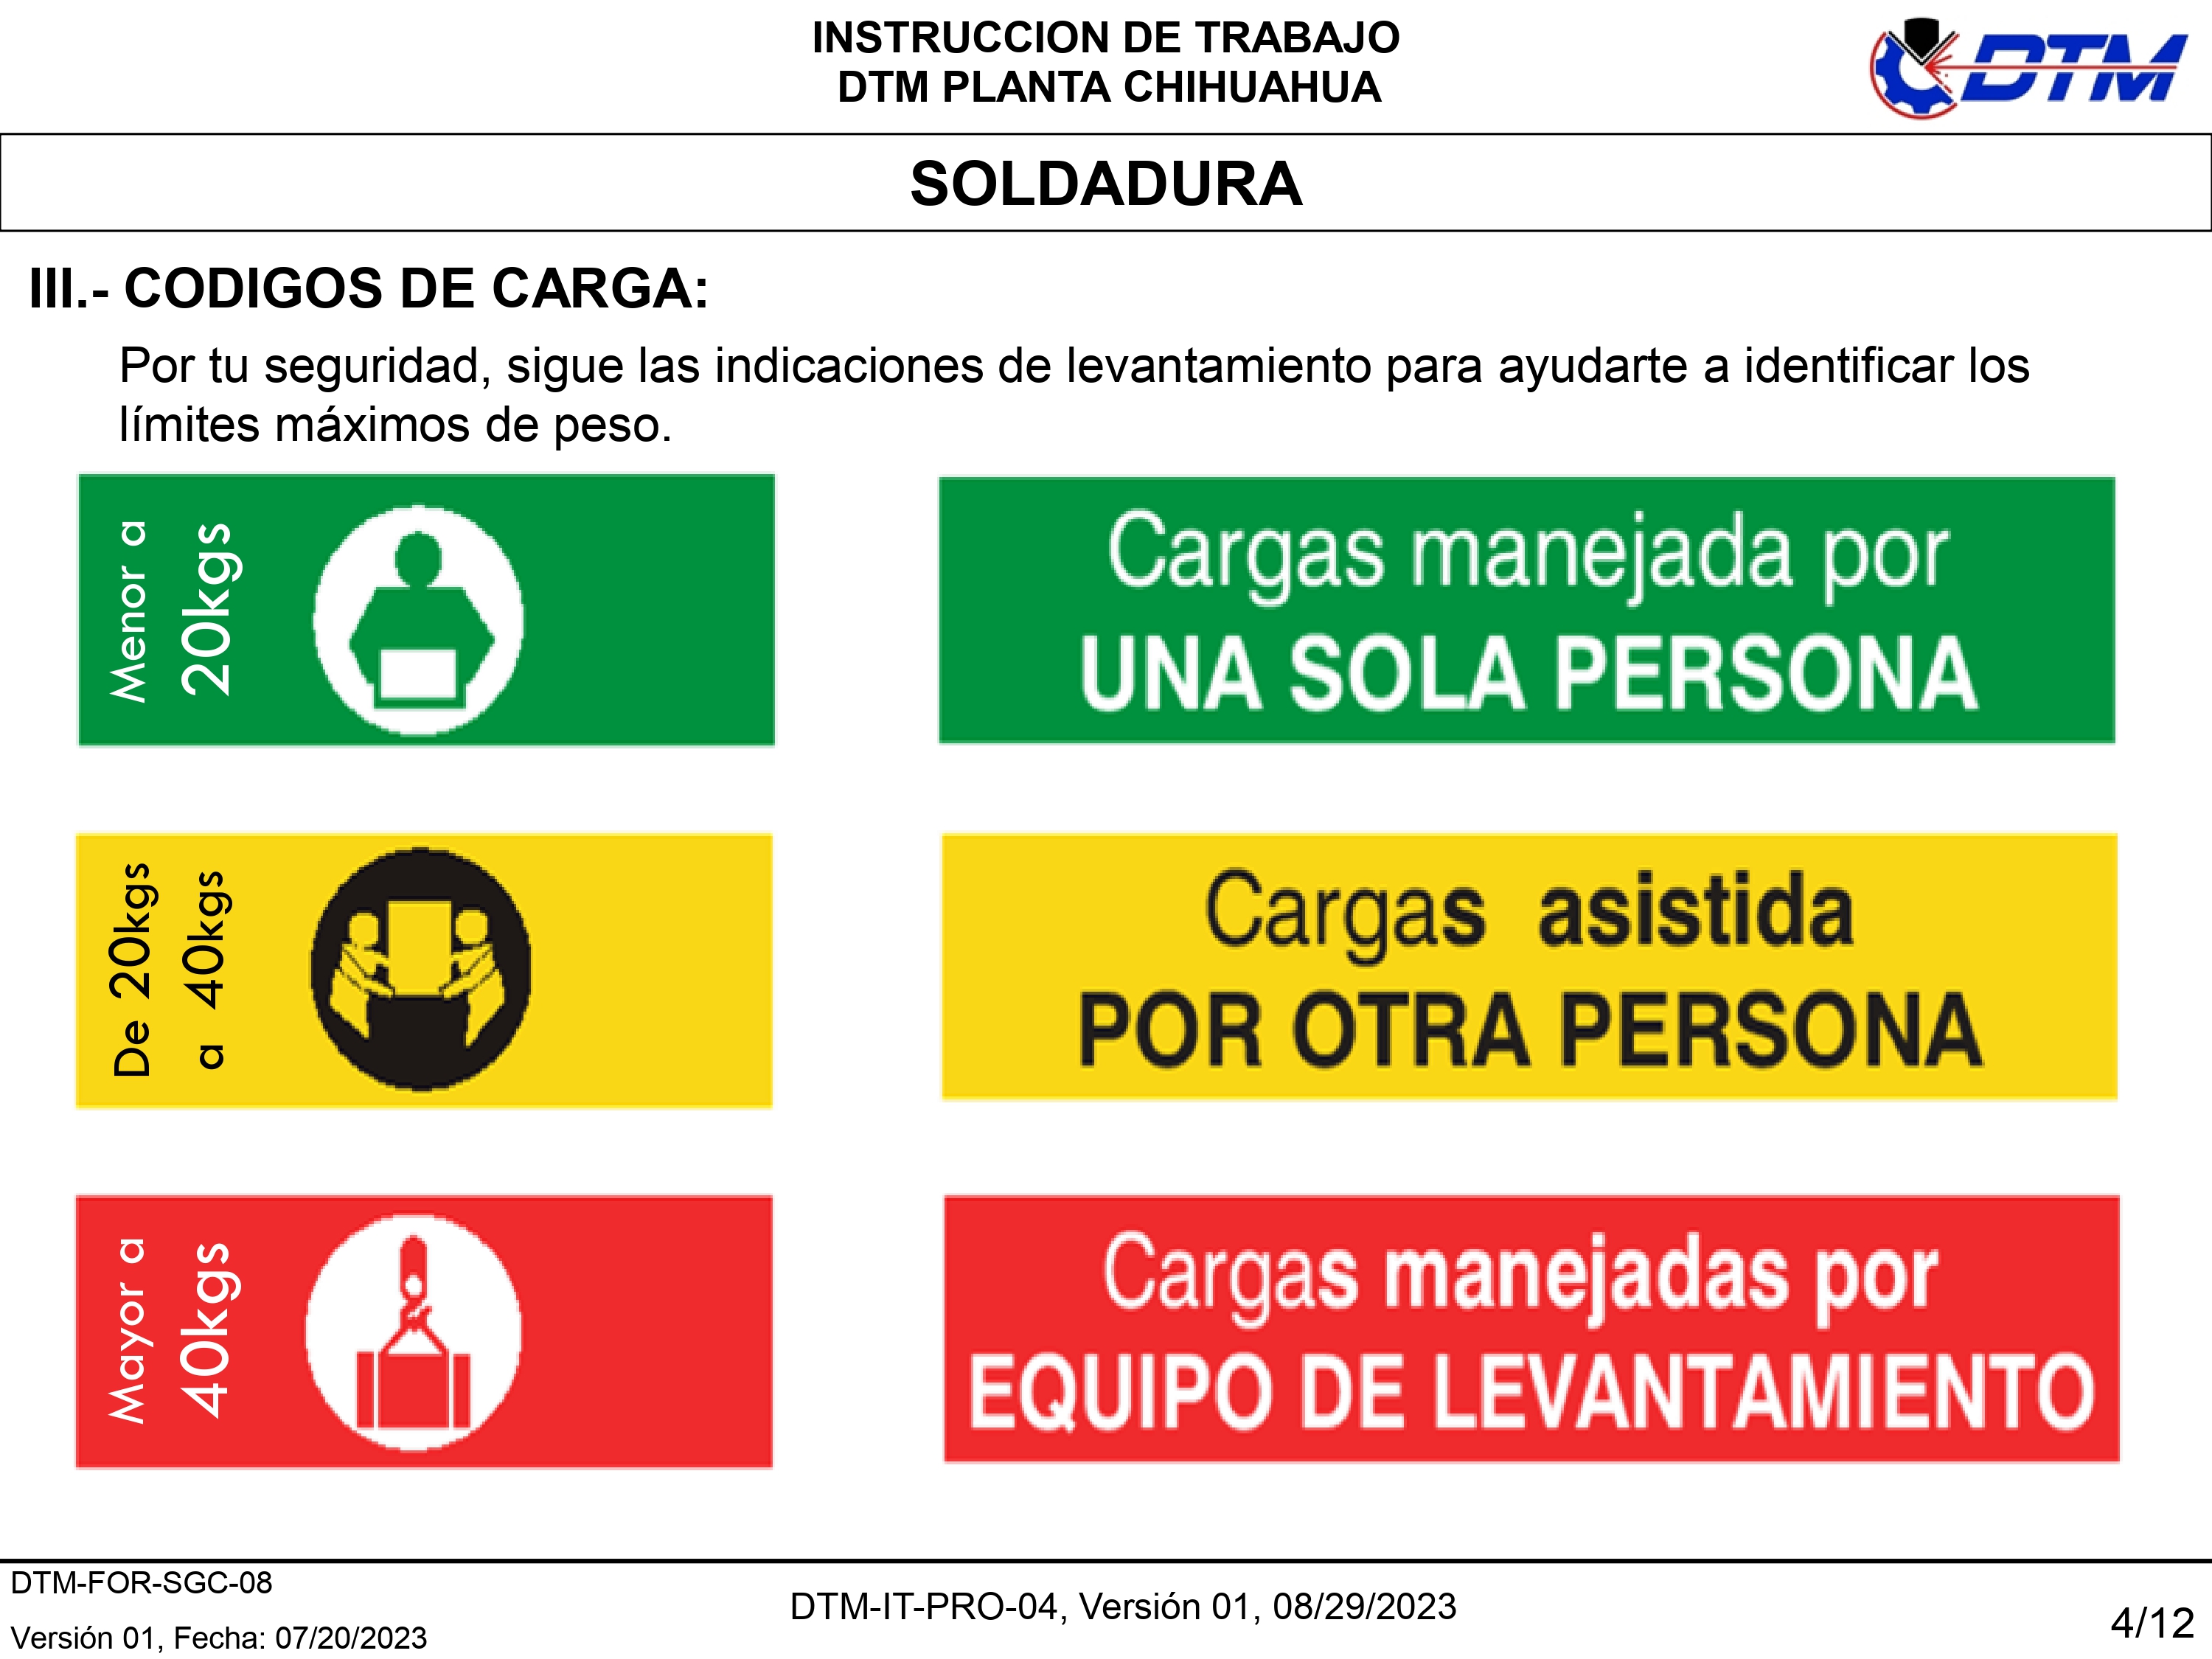 INSTRUCCION DE TRABAJO
DTM PLANTA CHIHUAHUA
DTM
SOLDADURA
III.- CODIGOS DE CARGA:
Por tu seguridad, sigue las indicaciones de levantamiento para ayudarte a identificar los
límites máximos de peso.
Menor a
20kgs
Cargas manejada por
UNA SOLA PERSONA
De 20kgs
a 40kgs
Cargas asistida
POR OTRA PERSONA
Mayor a
40kgs
Cargas manejadas por
EQUIPO DE LEVANTAMIENTO
DTM-FOR-SGC-08
Versión 01, Fecha: 07/20/2023
DTM-IT-PRO-04, Versión 01, 08/29/2023
4/12